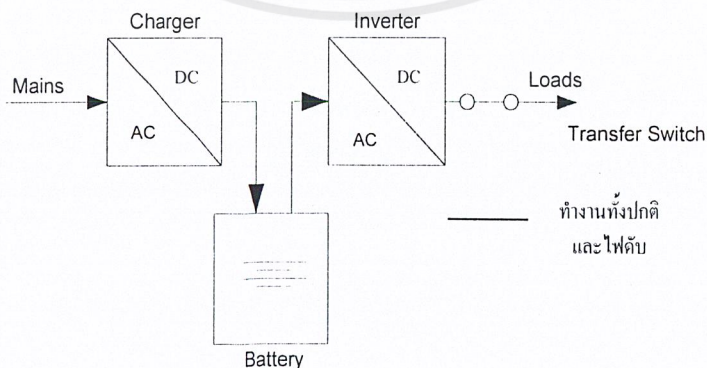 Charger
Inverter
Mains
DC
AC
DC
AC
Loads
Transfer Switch
ทำงานทั้งปกติ
และไฟดับ
Battery